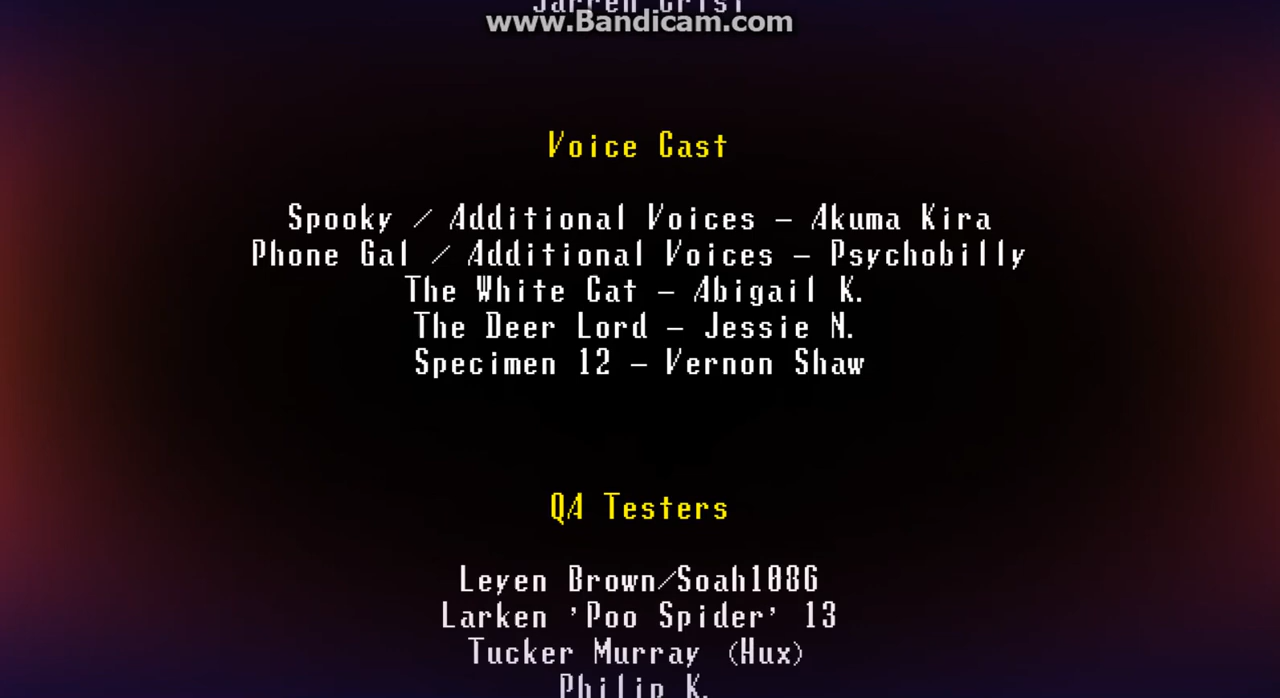 Jarren Crist
www.Bandicam.com
Voice Cast
Spooky / Additional Voices - Akuma Kira
Phone Gal / Additional Voices - Psychobilly
The White Cat - Abigail K.
The Deer Lord - Jessie N.
Specimen 12 - Vernon Shaw
QA Testers
Leyen Brown/Soah1086
Larken 'Poo Spider' 13
Tucker Murray (Hux)
Philip K.